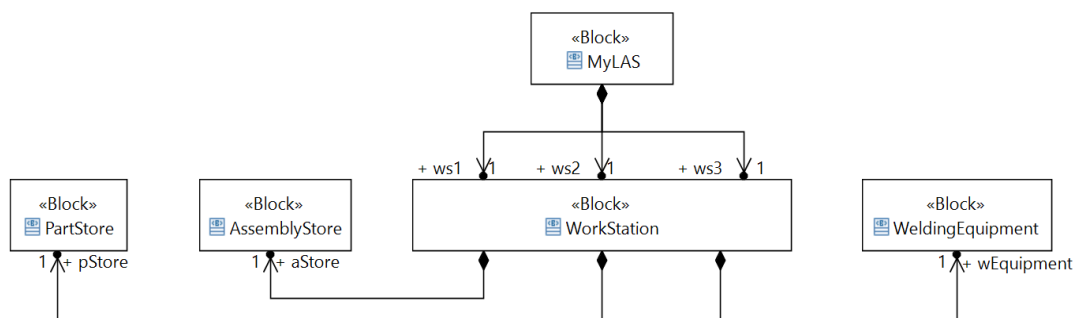 «Block»
MyLAS
+ ws1
1
+ ws2
1
+ ws3
1
«Block»
PartStore
«Block»
AssemblyStore
«Block»
WorkStation
«Block»
WeldingEquipment
1
+ pStore
1
+ aStore
1
+ wEquipment